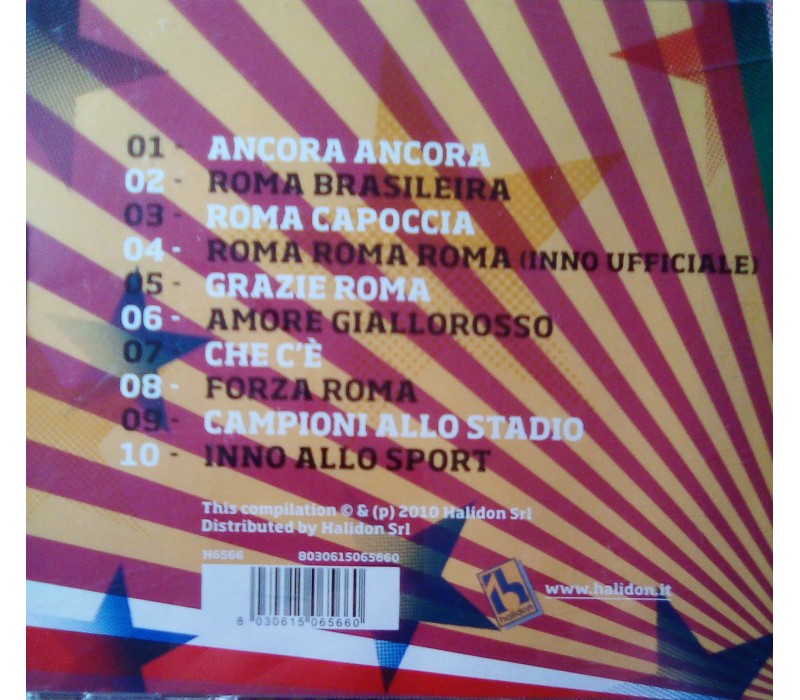 01 - ANCORA ANCORA
02 - ROMA BRASILEIRA
03 - ROMA CAPOCCIA
04 - ROMA ROMA ROMA (INNO UFFICIALE)
05 - GRAZIE ROMA
06 - AMORE GIALLOROSSO
07 - CHE C'È
08 - FORZA ROMA
09 - CAMPIONI ALLO STADIO
10 - INNO ALLO SPORT
This compilation © & (p) 2010 Halidon Srl
Distributed by Halidon Srl
H6566 8030615065660
8 030615 065660
h halidon
www.halidon.it